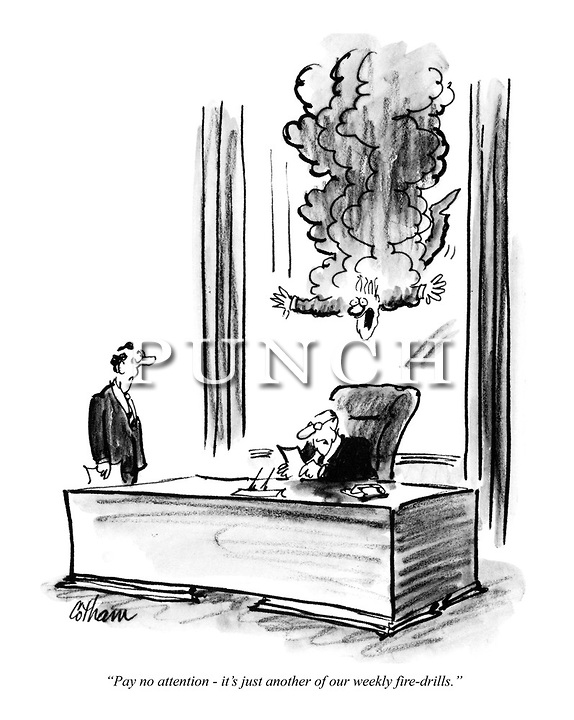 PUNCH
Cotham
“Pay no attention - it’s just another of our weekly fire-drills.”